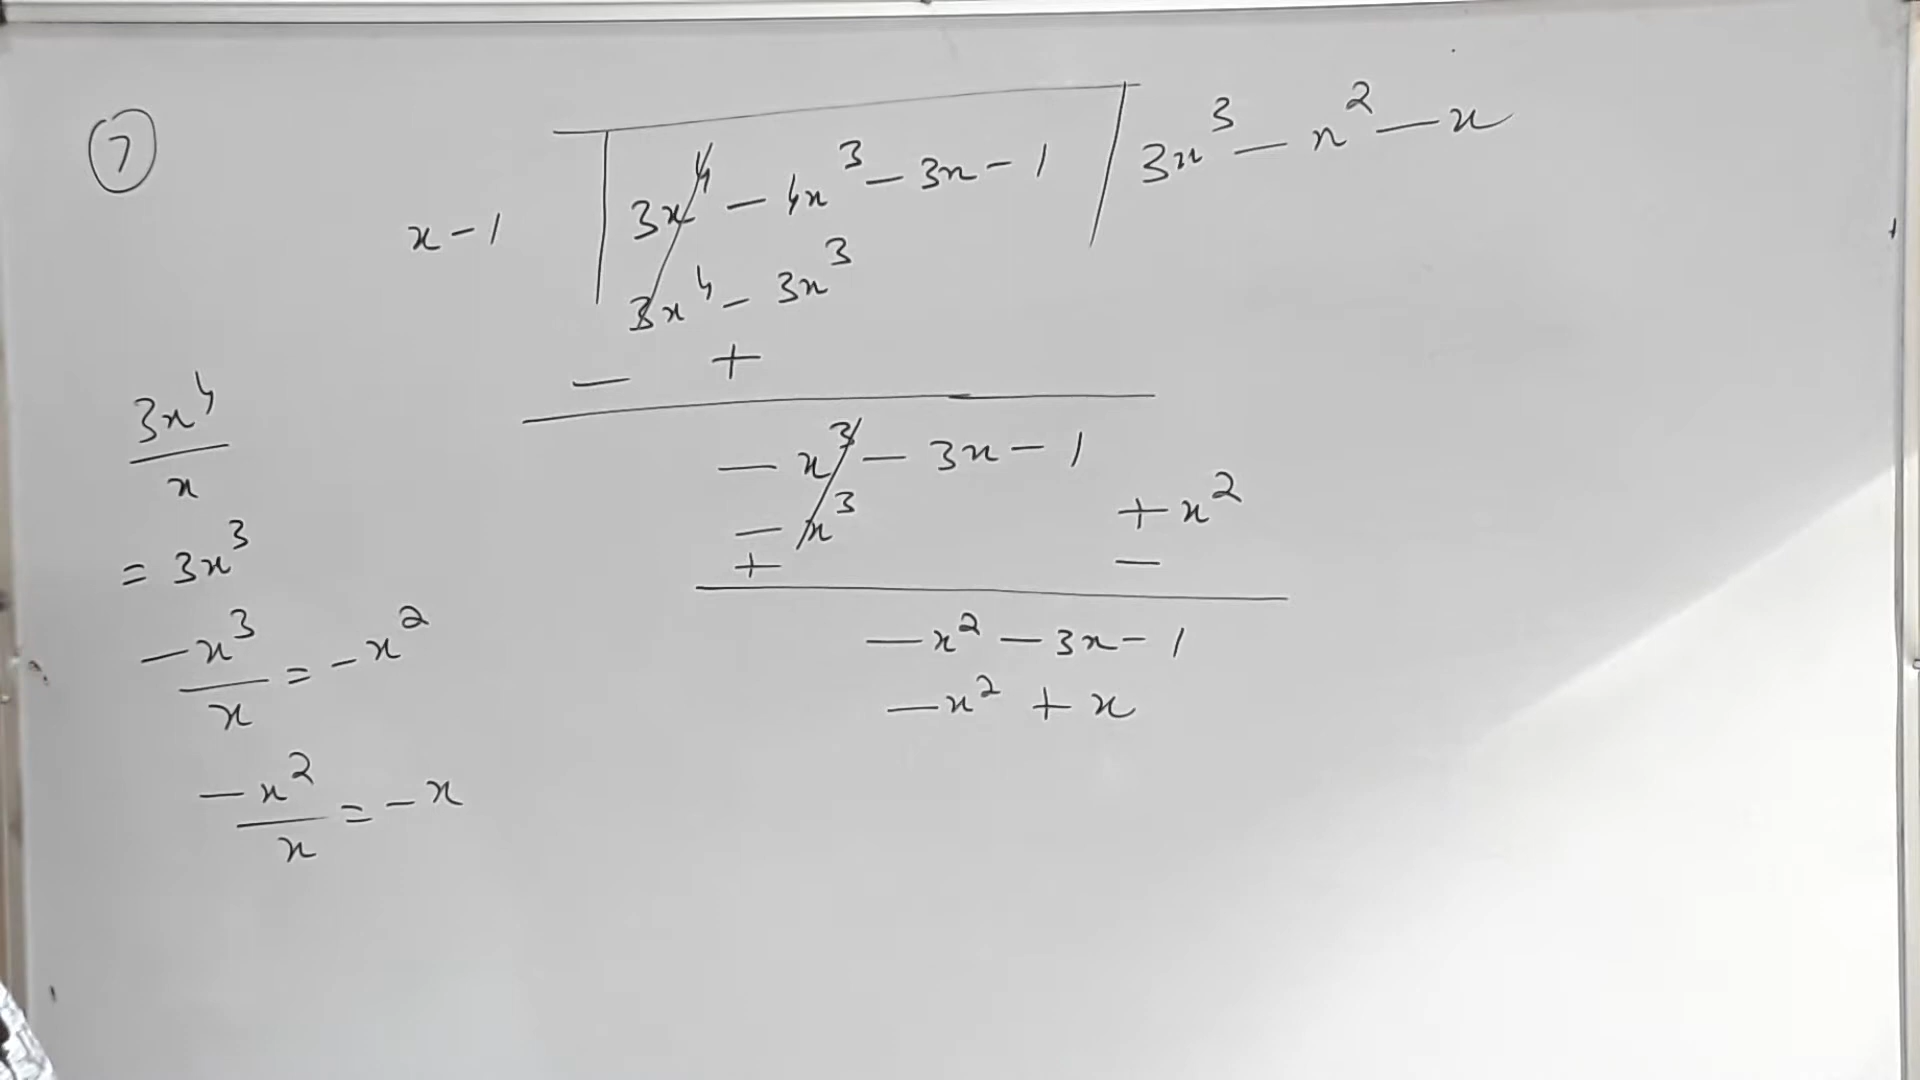 7
x - 1 3x⁴ - 4x³ - 3x - 1 3x³ - x² - x
3x⁴ - 3x³
- +
- x³ - 3x - 1
- x³ + x²
+ -
- x² - 3x - 1
- x² + x
3x⁴
x
= 3x³
-x³
x = -x²
-x²
x = -x